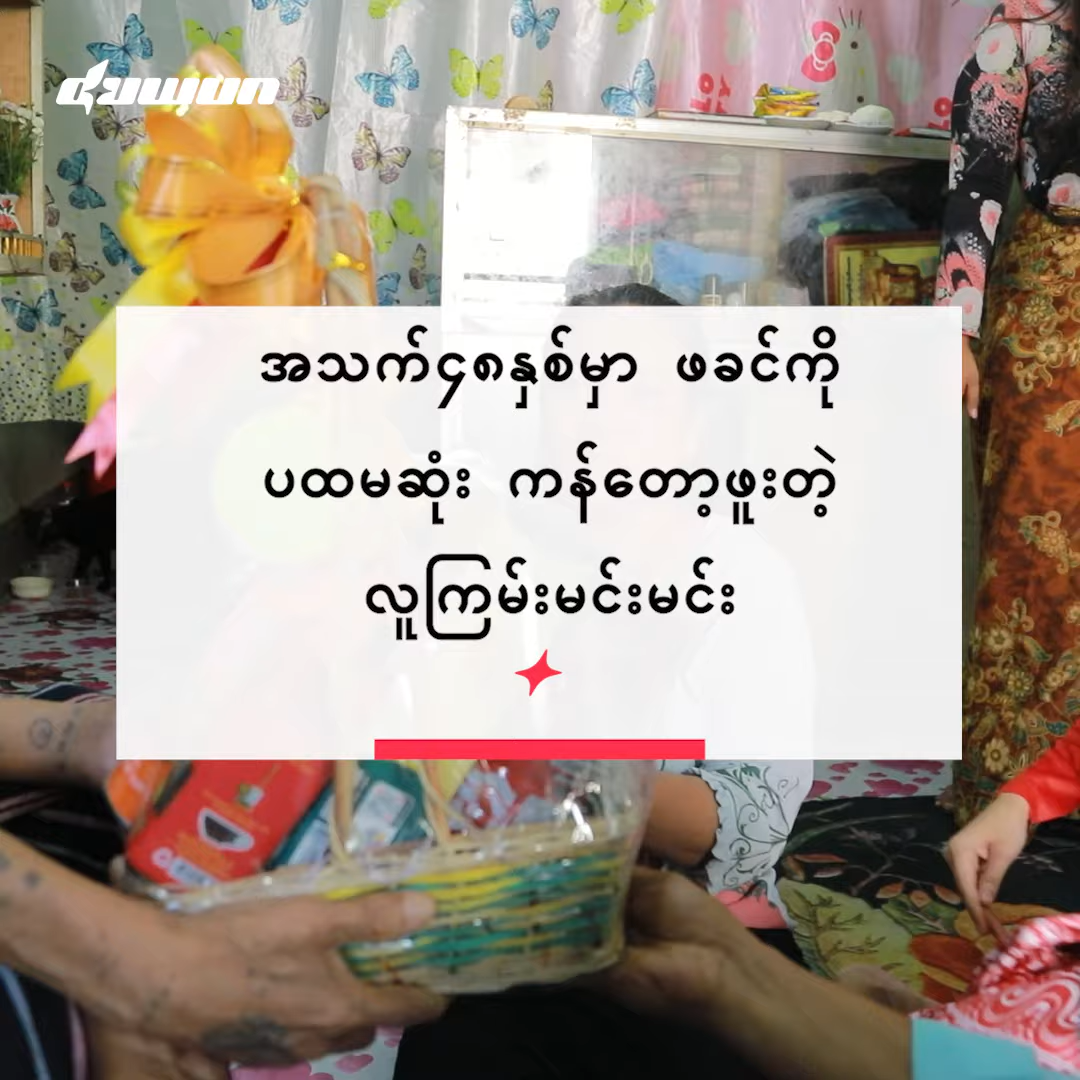 duwun
အသက်၄၈နှစ်မှာ ဖခင်ကို
ပထမဆုံး ကန်တော့ဖူးတဲ့
လူကြမ်းမင်းမင်း